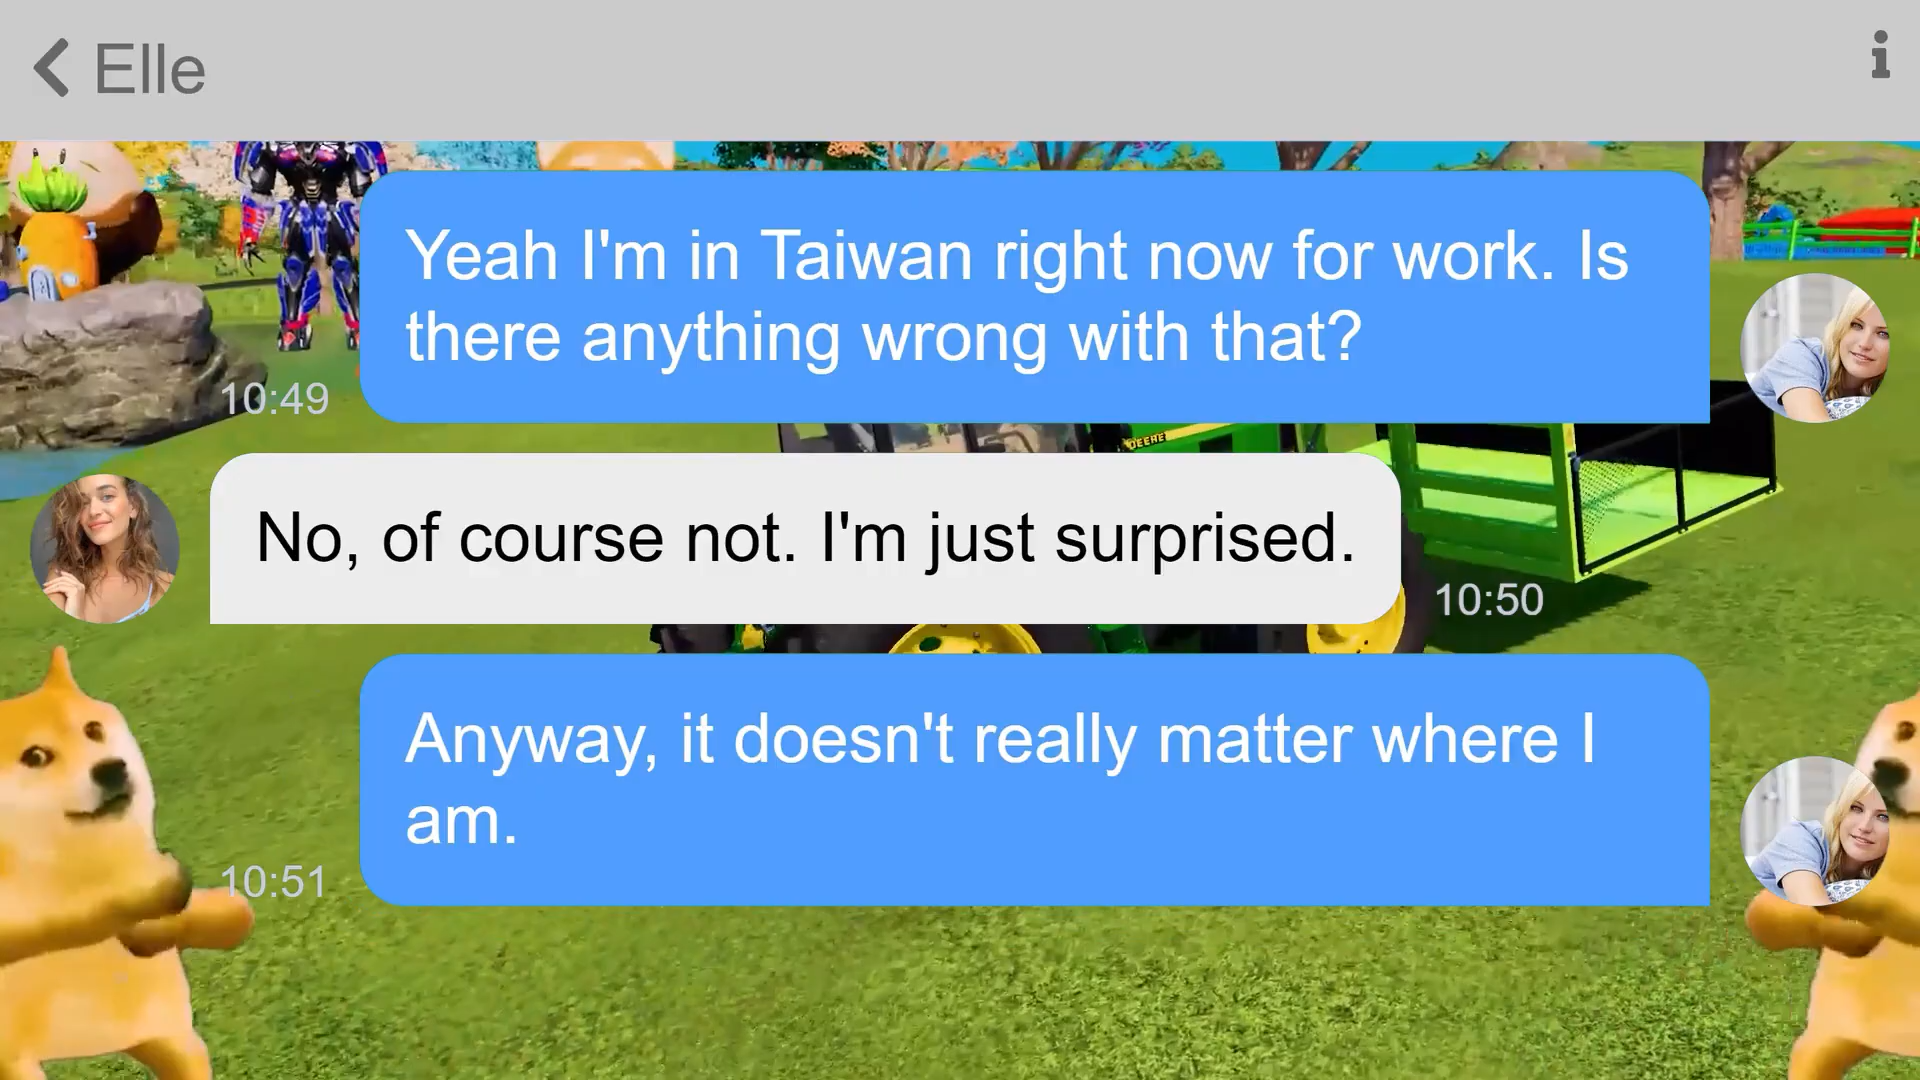 Elle
Yeah I'm in Taiwan right now for work. Is
there anything wrong with that?
10:49
DEERE
No, of course not. I'm just surprised.
10:50
Anyway, it doesn't really matter where I
am.
10:51